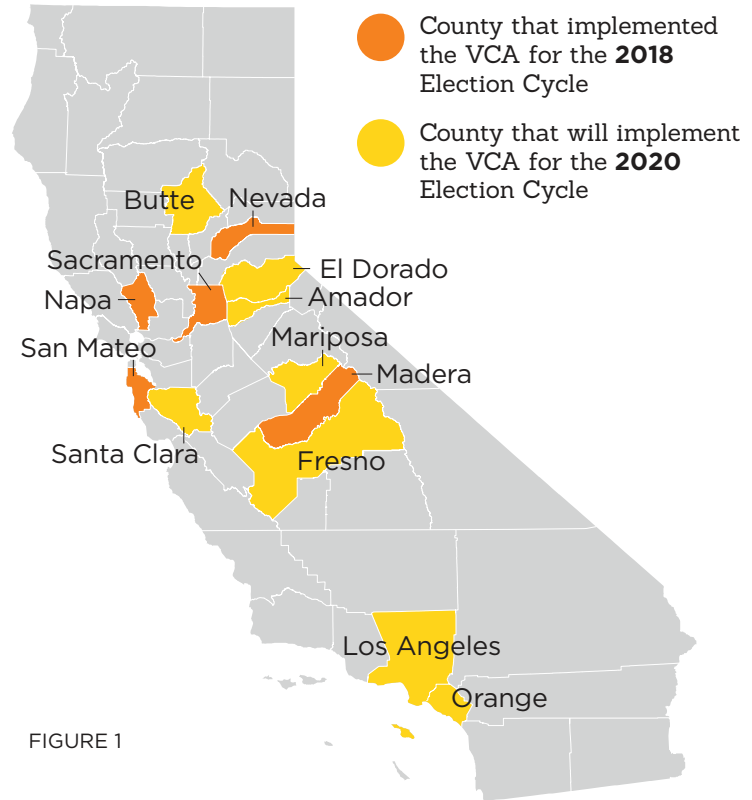 County that implemented
the VCA for the 2018
Election Cycle
County that will implement
the VCA for the 2020
Election Cycle
Butte
Nevada
Sacramento
El Dorado
Napa
Amador
San Mateo
Mariposa
Madera
Santa Clara
Fresno
Los Angeles
Orange
FIGURE 1